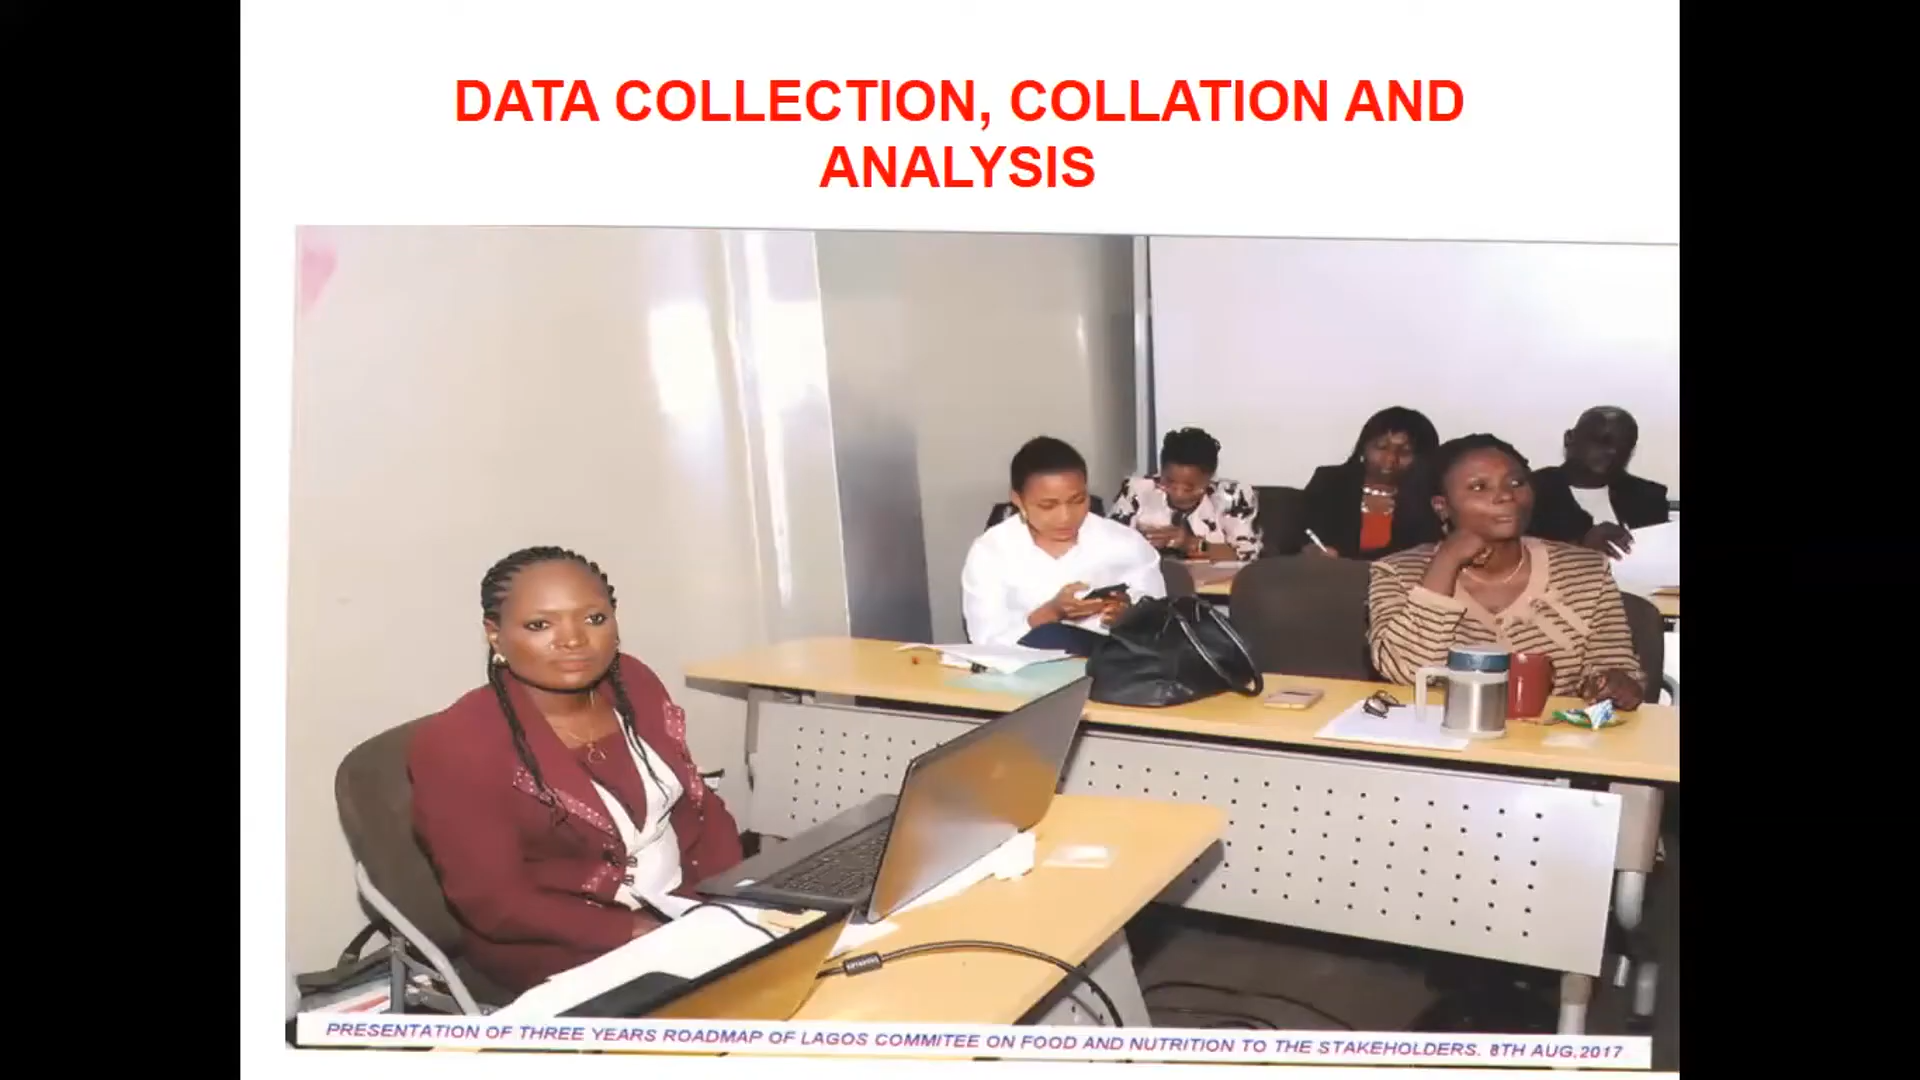 DATA COLLECTION, COLLATION AND
ANALYSIS
PRESENTATION OF THREE YEARS ROADMAP OF LAGOS COMMITEE ON FOOD AND NUTRITION TO THE STAKEHOLDERS. 8TH AUG,2017